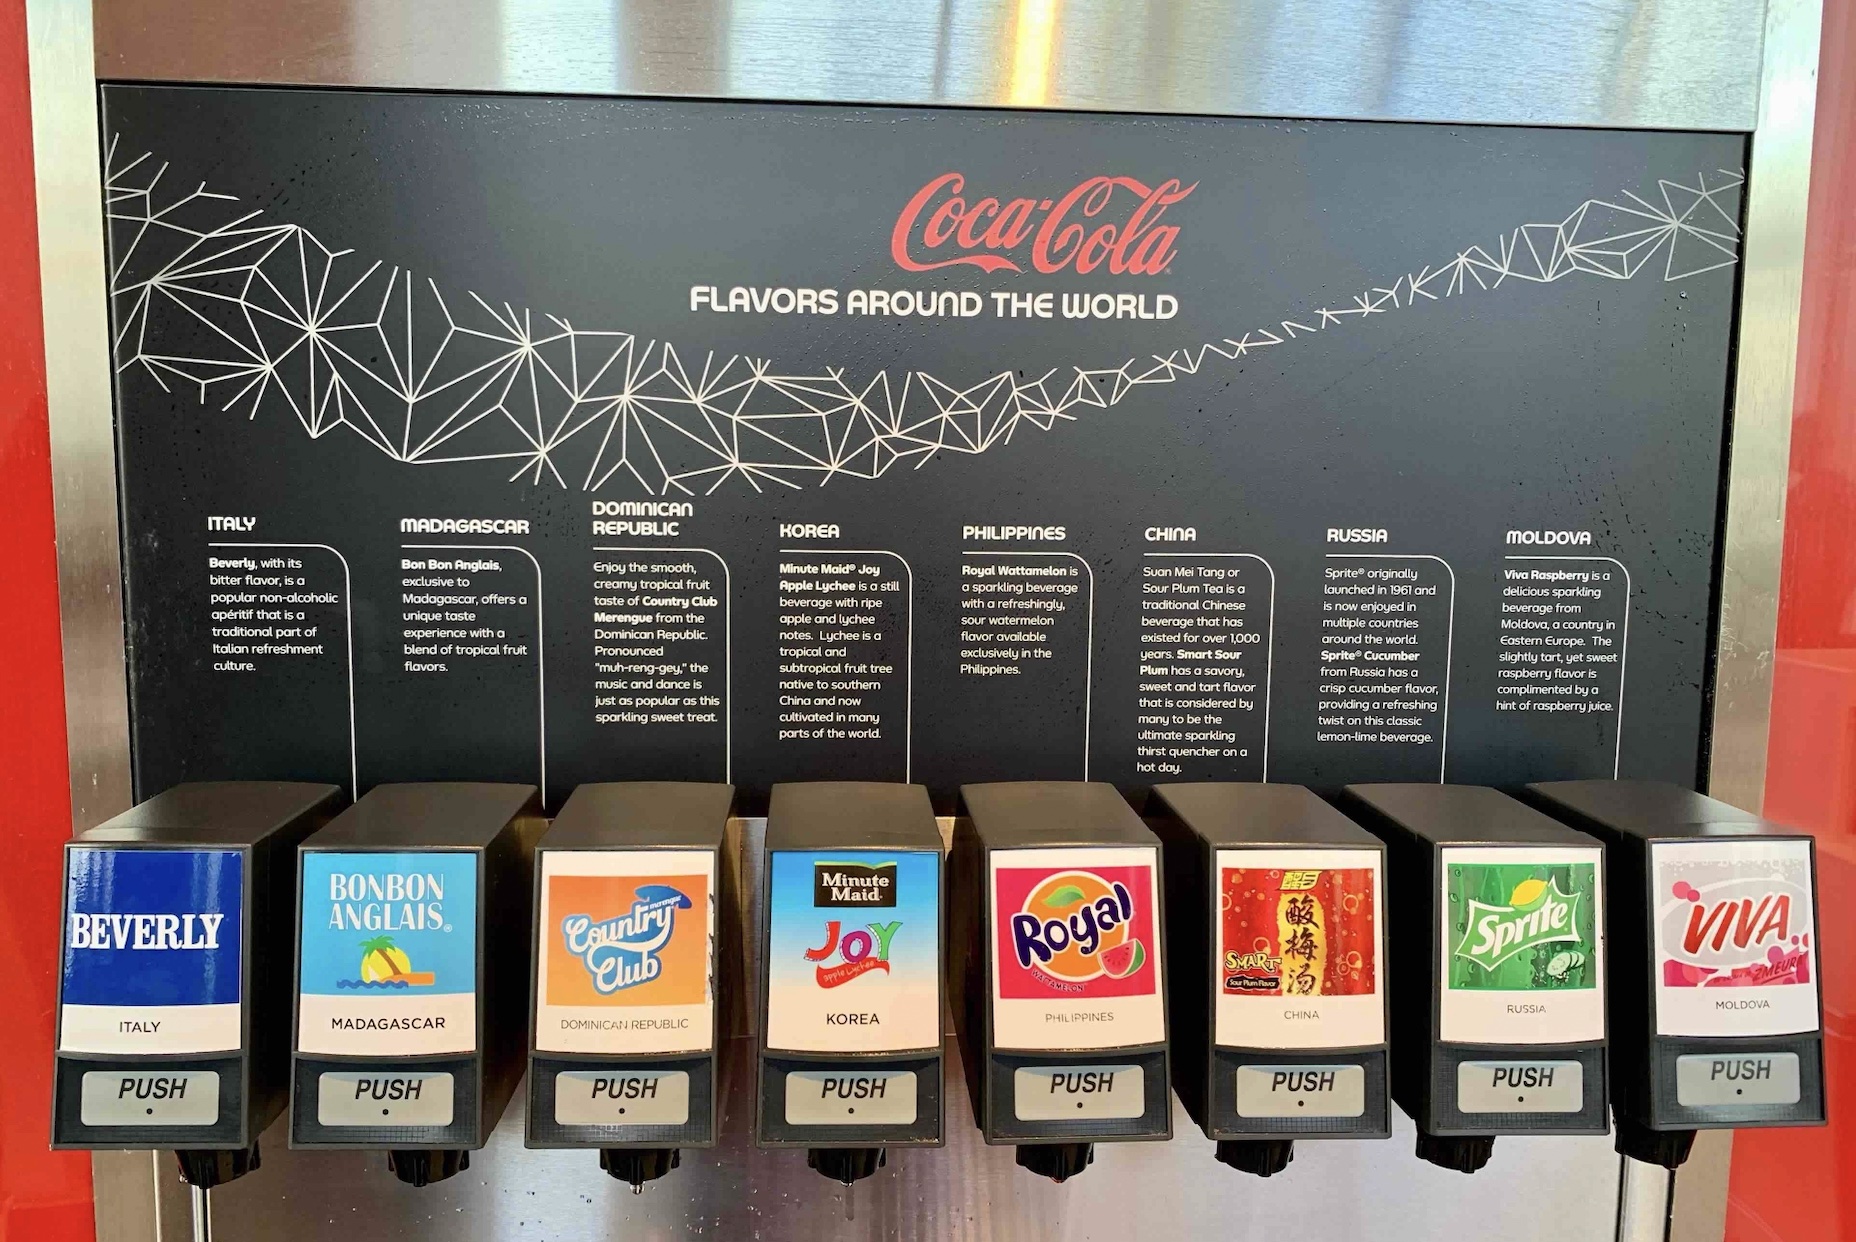 Coca-Cola
FLAVORS AROUND THE WORLD
ITALY
Beverly, with its
bitter flavor, is a
popular non-alcoholic
apéritif that is a
traditional part of
Italian refreshment
culture.
MADAGASCAR
Bon Bon Anglais,
exclusive to
Madagascar, offers a
unique taste
experience with a
blend of tropical fruit
flavors.
DOMINICAN
REPUBLIC
Enjoy the smooth,
creamy tropical fruit
taste of Country Club
Merengue from the
Dominican Republic.
Pronounced
"muh-reng-gey," the
music and dance is
just as popular as this
sparkling sweet treat.
KOREA
Minute Maid® Joy
Apple Lychee is a still
beverage with ripe
apple and lychee
notes. Lychee is a
tropical and
subtropical fruit tree
native to southern
China and now
cultivated in many
parts of the world.
PHILIPPINES
Royal Wattamelon is
a sparkling beverage
with a refreshingly,
sour watermelon
flavor available
exclusively in the
Philippines.
CHINA
Suan Mei Tang or
Sour Plum Tea is a
traditional Chinese
beverage that has
existed for over 1,000
years. Smart Sour
Plum has a savory,
sweet and tart flavor
that is considered by
many to be the
ultimate sparkling
thirst quencher on a
hot day.
RUSSIA
Sprite® originally
launched in 1961 and
is now enjoyed in
multiple countries
around the world.
Sprite® Cucumber
from Russia has a
crisp cucumber flavor,
providing a refreshing
twist on this classic
lemon-lime beverage.
MOLDOVA
Viva Raspberry is a
delicious sparkling
beverage from
Moldova, a country in
Eastern Europe. The
slightly tart, yet sweet
raspberry flavor is
complimented by a
hint of raspberry juice.
BEVERLY
ITALY
PUSH
BONBON
ANGLAIS®
MADAGASCAR
PUSH
Country
merengue
Club
DOMINICAN REPUBLIC
PUSH
Minute
Maid
JOY
apple Lychee
KOREA
PUSH
Royal
WATTAMELON
PHILIPPINES
PUSH
醒目
酸梅汤
SMART
Sour Plum Flavor
CHINA
PUSH
Sprite
RUSSIA
PUSH
VIVA
ZMEURĂ
MOLDOVA
PUSH